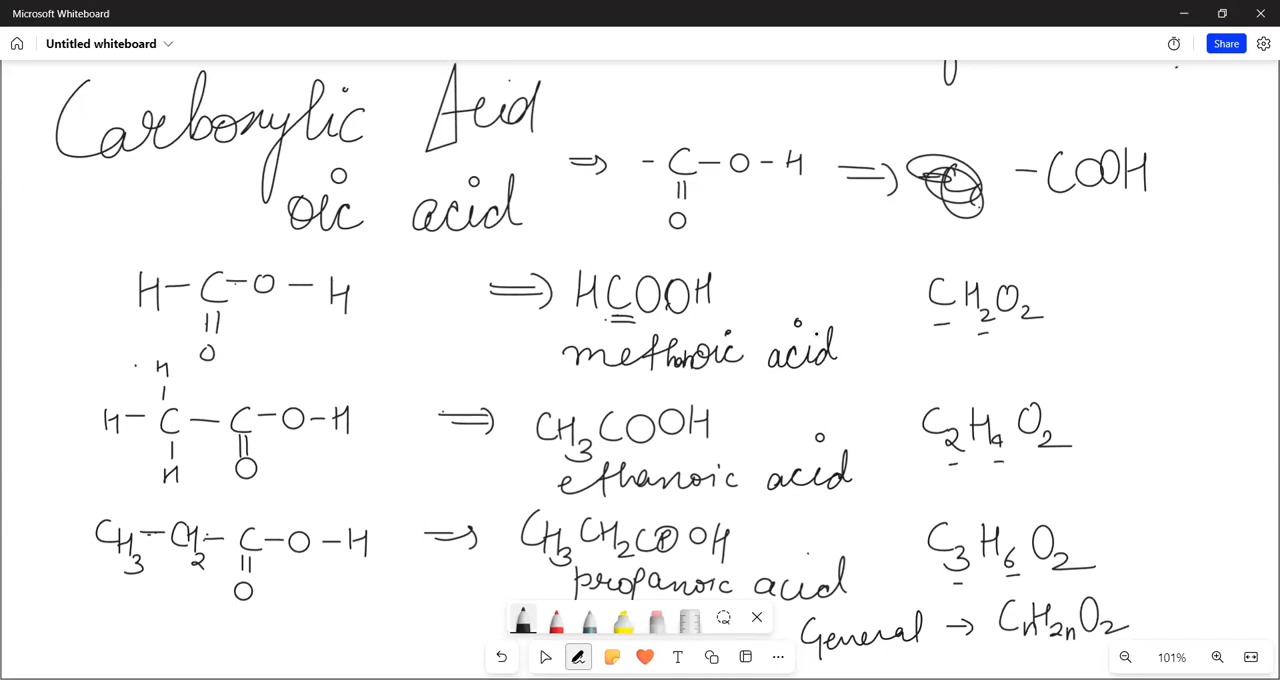 Microsoft Whiteboard
Untitled whiteboard
Share
Carboxylic Acid
oic acid
⇒ - C - O - H ⇒ - COOH
||
O
H - C - O - H ⇒ HCOOH CH2O2
||
O
methanoic acid
H
|
H - C - C - O - H ⇒ CH3COOH C2H4O2
| ||
H O
ethanoic acid
CH3 - CH2 - C - O - H ⇒ CH3CH2COOH C3H6O2
||
O
propanoic acid
General → CnH2nO2
101%